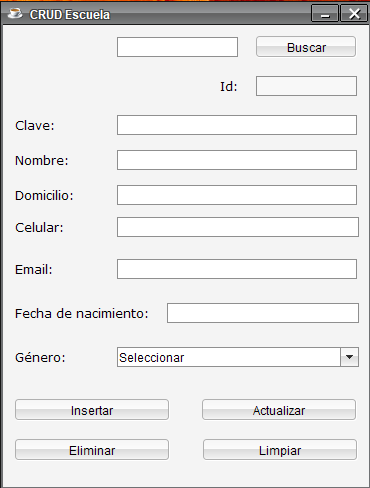 CRUD Escuela
Buscar
Id:
Clave:
Nombre:
Domicilio:
Celular:
Email:
Fecha de nacimiento:
Género: Seleccionar
Insertar Actualizar
Eliminar Limpiar